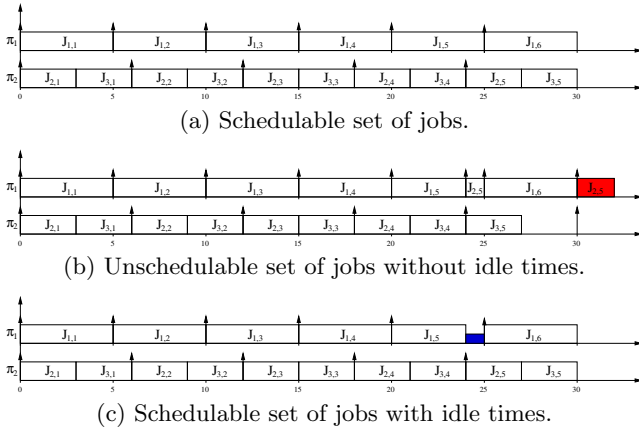 π1 J1,1 J1,2 J1,3 J1,4 J1,5 J1,6
π2 J2,1 J3,1 J2,2 J3,2 J2,3 J3,3 J2,4 J3,4 J2,5 J3,5
0 5 10 15 20 25 30
(a) Schedulable set of jobs.
π1 J1,1 J1,2 J1,3 J1,4 J1,5 J2,5 J1,6 J2,5
π2 J2,1 J3,1 J2,2 J3,2 J2,3 J3,3 J2,4 J3,4 J3,5
0 5 10 15 20 25 30
(b) Unschedulable set of jobs without idle times.
π1 J1,1 J1,2 J1,3 J1,4 J1,5 J1,6
π2 J2,1 J3,1 J2,2 J3,2 J2,3 J3,3 J2,4 J3,4 J2,5 J3,5
0 5 10 15 20 25 30
(c) Schedulable set of jobs with idle times.